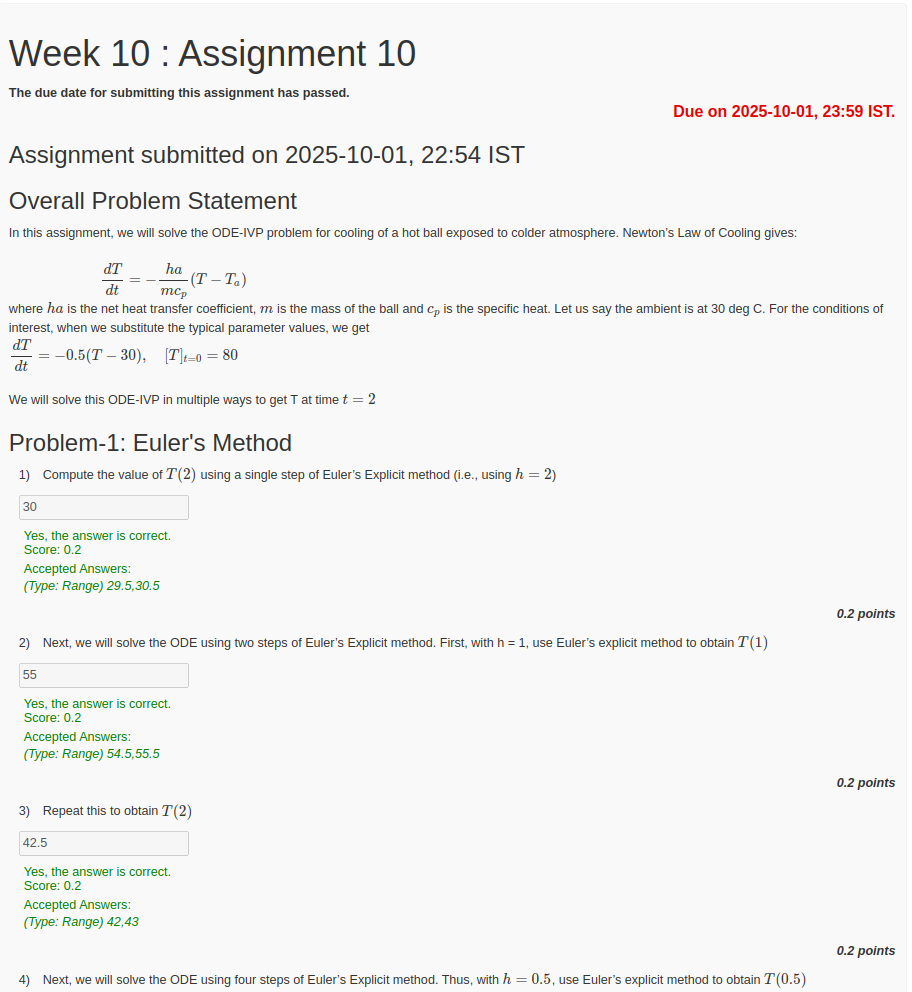 Week 10 : Assignment 10
The due date for submitting this assignment has passed.
Due on 2025-10-01, 23:59 IST.
Assignment submitted on 2025-10-01, 22:54 IST
Overall Problem Statement
In this assignment, we will solve the ODE-IVP problem for cooling of a hot ball exposed to colder atmosphere. Newton's Law of Cooling gives:
$\frac{dT}{dt} = -\frac{ha}{mc_p}(T - T_a)$
where $ha$ is the net heat transfer coefficient, $m$ is the mass of the ball and $c_p$ is the specific heat. Let us say the ambient is at 30 deg C. For the conditions of
interest, when we substitute the typical parameter values, we get
$\frac{dT}{dt} = -0.5(T - 30), \quad [T]_{t=0} = 80$
We will solve this ODE-IVP in multiple ways to get T at time $t = 2$
Problem-1: Euler's Method
1) Compute the value of $T(2)$ using a single step of Euler's Explicit method (i.e., using $h = 2$)
30
Yes, the answer is correct.
Score: 0.2
Accepted Answers:
(Type: Range) 29.5,30.5
0.2 points
2) Next, we will solve the ODE using two steps of Euler's Explicit method. First, with h = 1, use Euler's explicit method to obtain $T(1)$
55
Yes, the answer is correct.
Score: 0.2
Accepted Answers:
(Type: Range) 54.5,55.5
0.2 points
3) Repeat this to obtain $T(2)$
42.5
Yes, the answer is correct.
Score: 0.2
Accepted Answers:
(Type: Range) 42,43
0.2 points
4) Next, we will solve the ODE using four steps of Euler's Explicit method. Thus, with $h = 0.5$, use Euler's explicit method to obtain $T(0.5)$